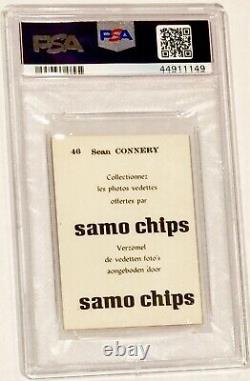 PSA
PSA
44911149
46 Sean CONNERY
Collectionnez
les photos vedettes
offertes par
samo chips
Verzamel
de vedetten foto's
aangeboden door
samo chips